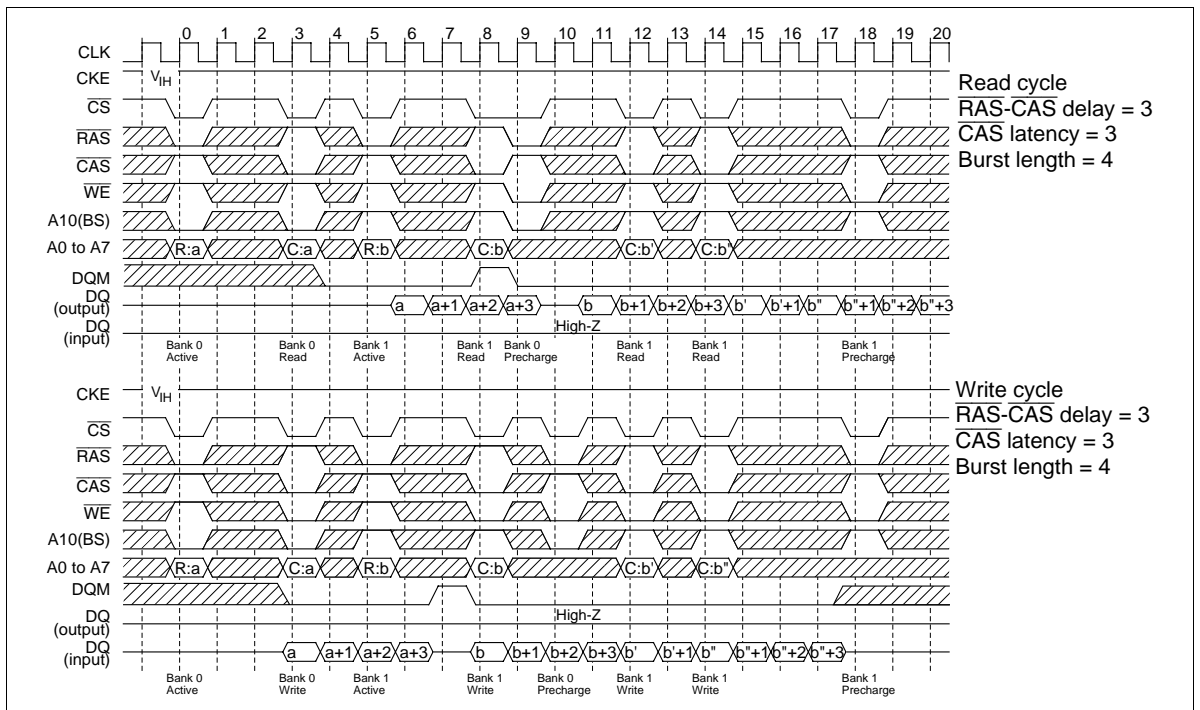 0 1 2 3 4 5 6 7 8 9 10 11 12 13 14 15 16 17 18 19 20
CLK
CKE VIH
CS
RAS
CAS
WE
A10(BS)
A0 to A7 R:a C:a R:b C:b C:b' C:b"
DQM
DQ
(output) a a+1 a+2 a+3 b b+1 b+2 b+3 b' b'+1 b" b"+1 b"+2 b"+3
DQ
(input) High-Z
Bank 0 Bank 0 Bank 1 Bank 1 Bank 0 Bank 1 Bank 1 Bank 1
Active Read Active Read Precharge Read Read Precharge
Read cycle
RAS-CAS delay = 3
CAS latency = 3
Burst length = 4
CKE VIH
CS
RAS
CAS
WE
A10(BS)
A0 to A7 R:a C:a R:b C:b C:b' C:b"
DQM
DQ
(output) High-Z
DQ
(input) a a+1 a+2 a+3 b b+1 b+2 b+3 b' b'+1 b" b"+1 b"+2 b"+3
Bank 0 Bank 0 Bank 1 Bank 1 Bank 0 Bank 1 Bank 1 Bank 1
Active Write Active Write Precharge Write Write Precharge
Write cycle
RAS-CAS delay = 3
CAS latency = 3
Burst length = 4